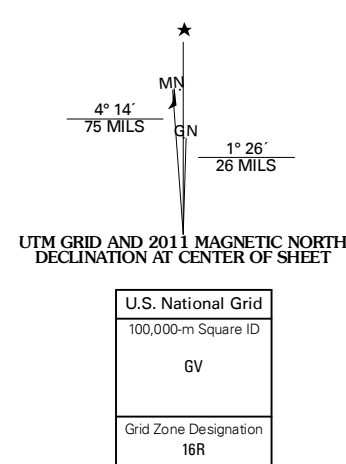 ★
MN
4° 14´
75 MILS
GN
1° 26´
26 MILS
UTM GRID AND 2011 MAGNETIC NORTH
DECLINATION AT CENTER OF SHEET
U.S. National Grid
100,000-m Square ID
GV
Grid Zone Designation
16R